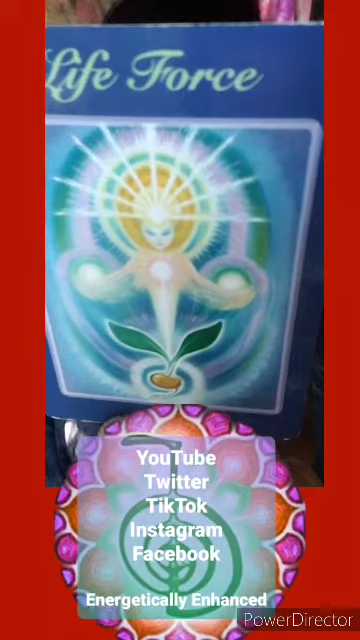 Life Force
YouTube
Twitter
TikTok
Instagram
Facebook
Energetically Enhanced
PowerDirector